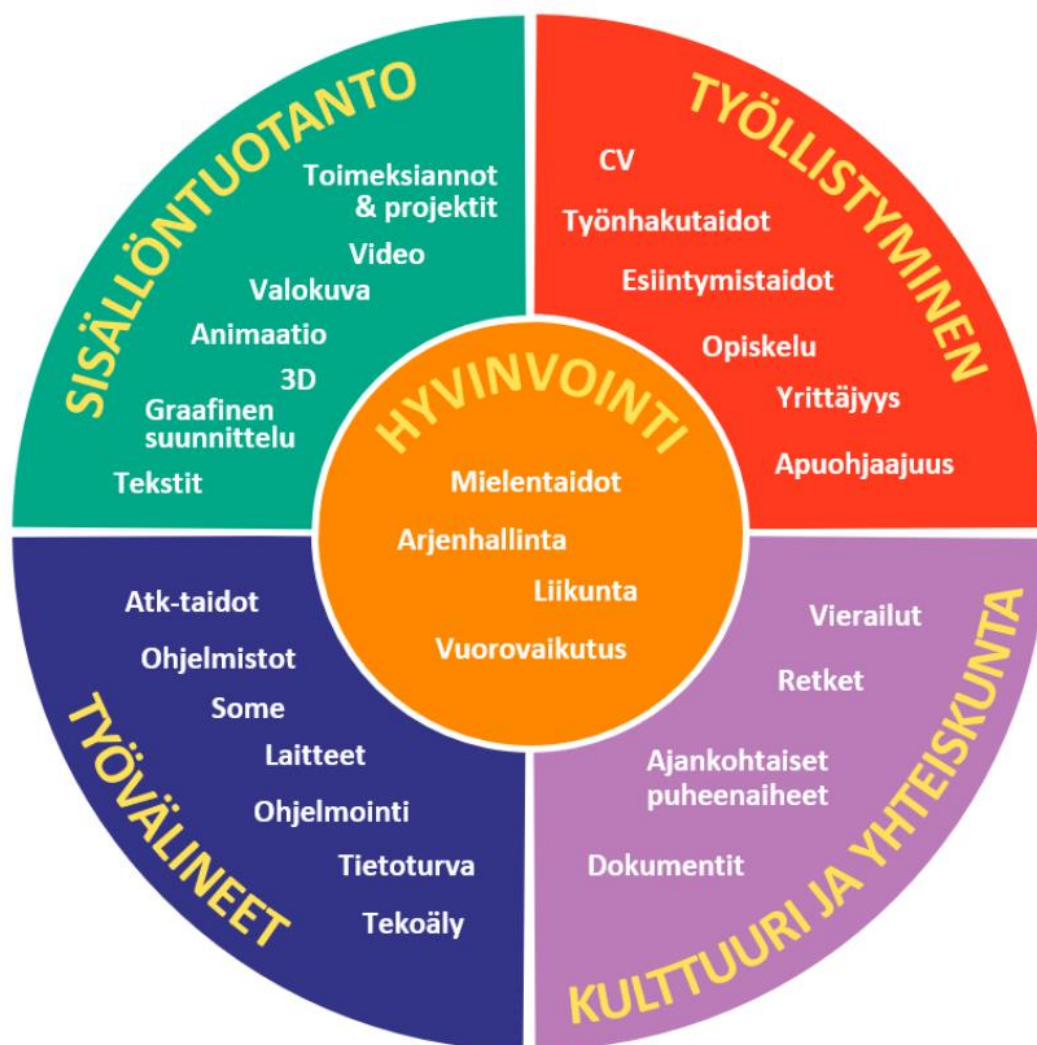 SISÄLLÖNTUOTANTO
Toimeksiannot
& projektit
Video
Valokuva
Animaatio
3D
Graafinen
suunnittelu
Tekstit
TYÖLLISTYMINEN
CV
Työnhakutaidot
Esiintymistaidot
Opiskelu
Yrittäjyys
Apuohjaajuus
HYVINVOINTI
Mielentaidot
Arjenhallinta
Liikunta
Vuorovaikutus
TYÖVÄLINEET
Atk-taidot
Ohjelmistot
Some
Laitteet
Ohjelmointi
Tietoturva
Tekoäly
KULTTUURI JA YHTEISKUNTA
Vierailut
Retket
Ajankohtaiset
puheenaiheet
Dokumentit